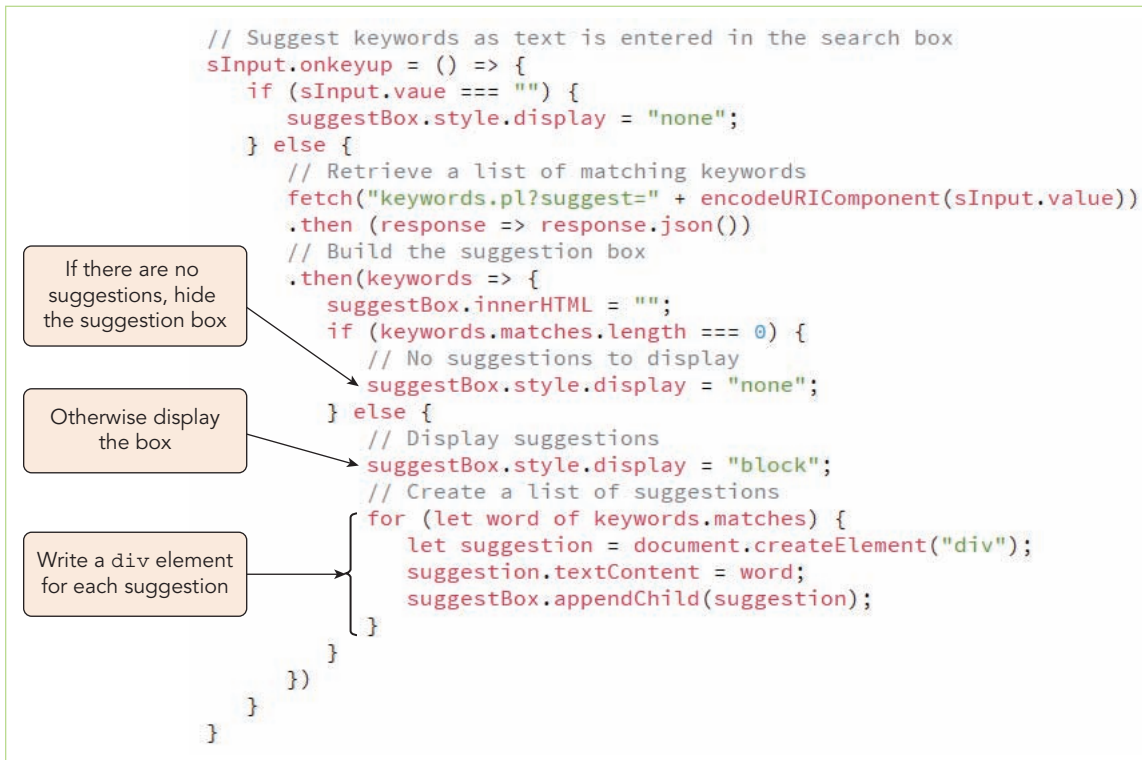 // Suggest keywords as text is entered in the search box
sInput.onkeyup = () => {
   if (sInput.vaue === "") {
      suggestBox.style.display = "none";
   } else {
      // Retrieve a list of matching keywords
      fetch("keywords.pl?suggest=" + encodeURIComponent(sInput.value))
      .then (response => response.json())
      // Build the suggestion box
      .then(keywords => {
         suggestBox.innerHTML = "";
         if (keywords.matches.length === 0) {
            // No suggestions to display
            suggestBox.style.display = "none";
         } else {
            // Display suggestions
            suggestBox.style.display = "block";
            // Create a list of suggestions
            for (let word of keywords.matches) {
               let suggestion = document.createElement("div");
               suggestion.textContent = word;
               suggestBox.appendChild(suggestion);
            }
         }
      })
   }
}
If there are no
suggestions, hide
the suggestion box
Otherwise display
the box
Write a div element
for each suggestion